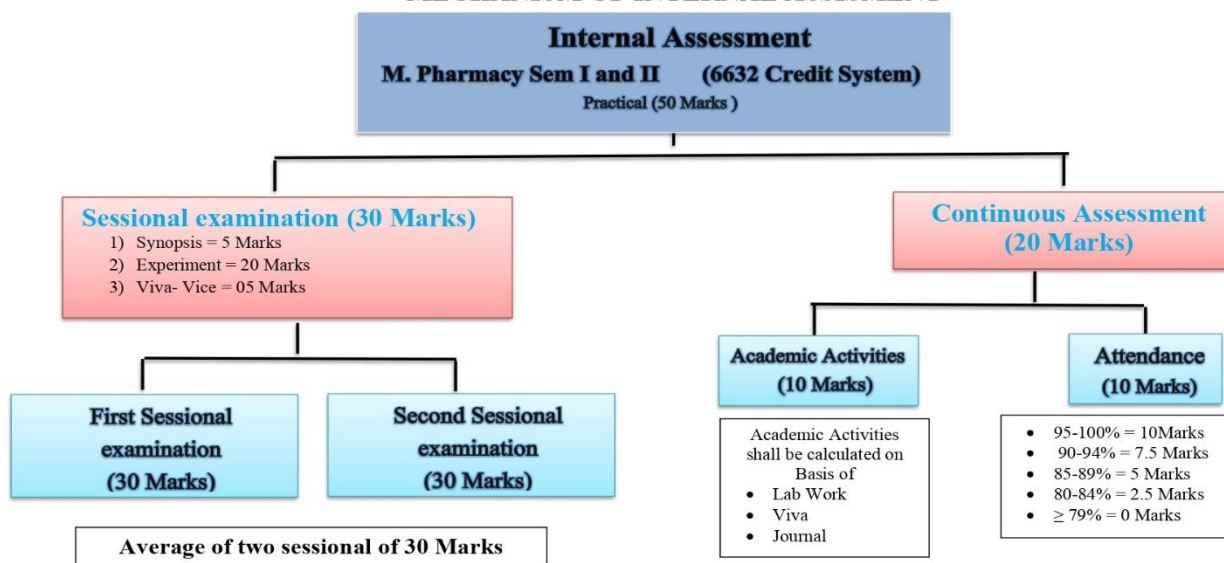 Internal Assessment
M. Pharmacy Sem I and II (6632 Credit System)
Practical (50 Marks )
Sessional examination (30 Marks)
1) Synopsis = 5 Marks
2) Experiment = 20 Marks
3) Viva- Vice = 05 Marks
Continuous Assessment
(20 Marks)
First Sessional
examination
(30 Marks)
Second Sessional
examination
(30 Marks)
Average of two sessional of 30 Marks
Academic Activities
(10 Marks)
Attendance
(10 Marks)
Academic Activities
shall be calculated on
Basis of
• Lab Work
• Viva
• Journal
• 95-100% = 10Marks
• 90-94% = 7.5 Marks
• 85-89% = 5 Marks
• 80-84% = 2.5 Marks
• ≥ 79% = 0 Marks